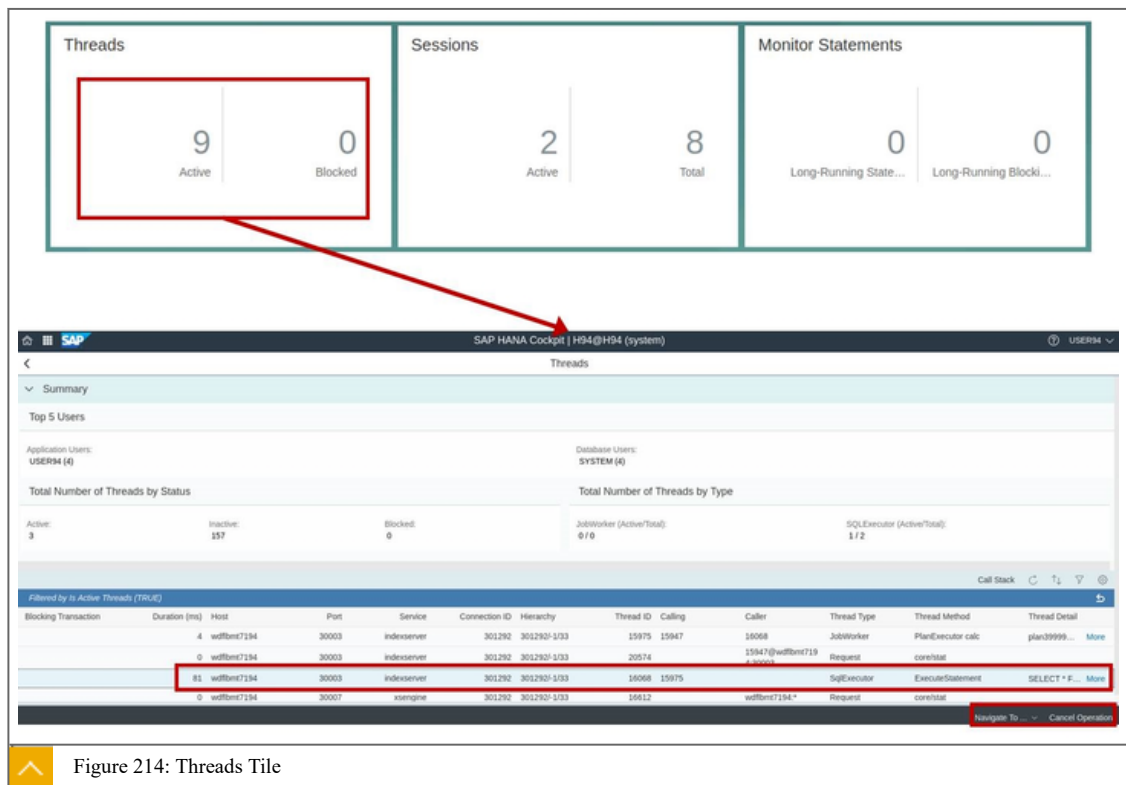 Threads Sessions Monitor Statements
9 0 2 8 0 0
Active Blocked Active Total Long-Running State... Long-Running Blocki...
SAP SAP HANA Cockpit | H94@H94 (system) USER94
Threads
Summary
Top 5 Users
Application Users: Database Users:
USER94 (4) SYSTEM (4)
Total Number of Threads by Status Total Number of Threads by Type
Active: Inactive: Blocked: JobWorker (Active/Total): SQLExecutor (Active/Total):
3 157 0 0 / 0 1 / 2
Call Stack
Filtered by Is Active Threads (TRUE)
Blocking Transaction Duration (ms) Host Port Service Connection ID Hierarchy Thread ID Calling Caller Thread Type Thread Method Thread Detail
4 wdflbmt7194 30003 indexserver 301292 301292/-1/33 15975 15947 16068 JobWorker PlanExecutor calc plan39999... More
0 wdflbmt7194 30003 indexserver 301292 301292/-1/33 20574 15947@wdflbmt719 Request core/stat
81 wdflbmt7194 30003 indexserver 301292 301292/-1/33 16068 15975 SqlExecutor ExecuteStatement SELECT * F... More
0 wdflbmt7194 30007 xsengine 301292 301292/-1/33 16612 wdflbmt7194:* Request core/stat
Navigate To ... Cancel Operation
Figure 214: Threads Tile